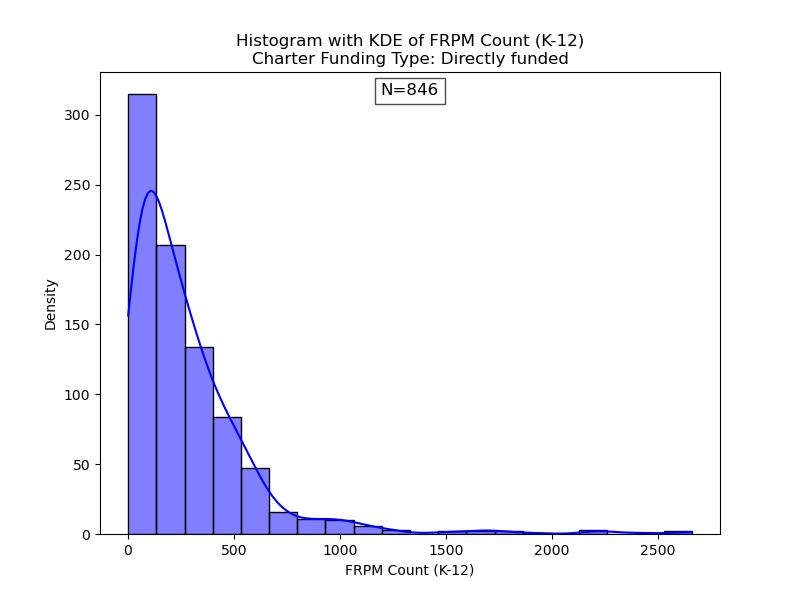 Histogram with KDE of FRPM Count (K-12)
Charter Funding Type: Directly funded
N=846
Density
300
250
200
150
100
50
0
0 500 1000 1500 2000 2500
FRPM Count (K-12)